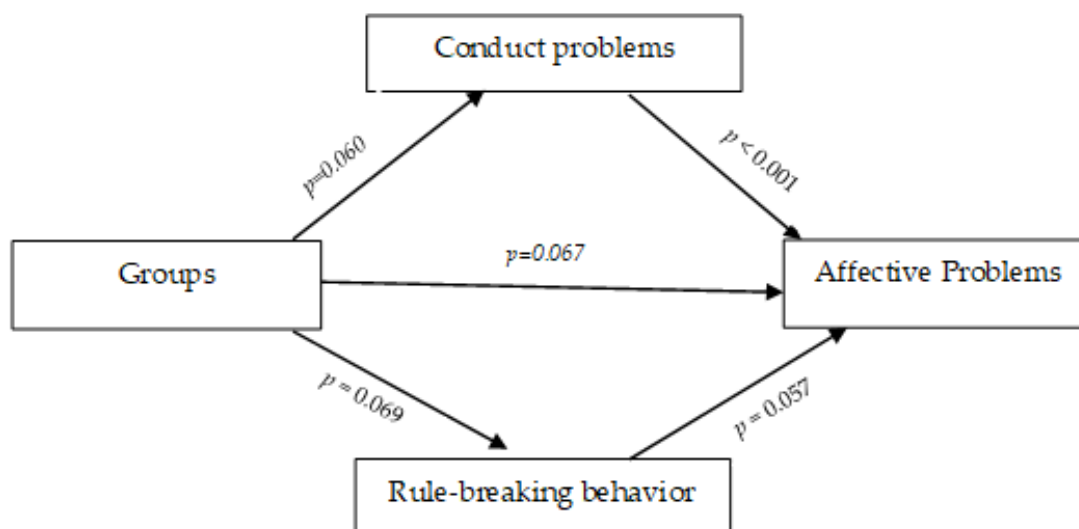 Conduct problems
p=0.060
p < 0.001
Groups
p=0.067
Affective Problems
p = 0.069
p = 0.057
Rule-breaking behavior